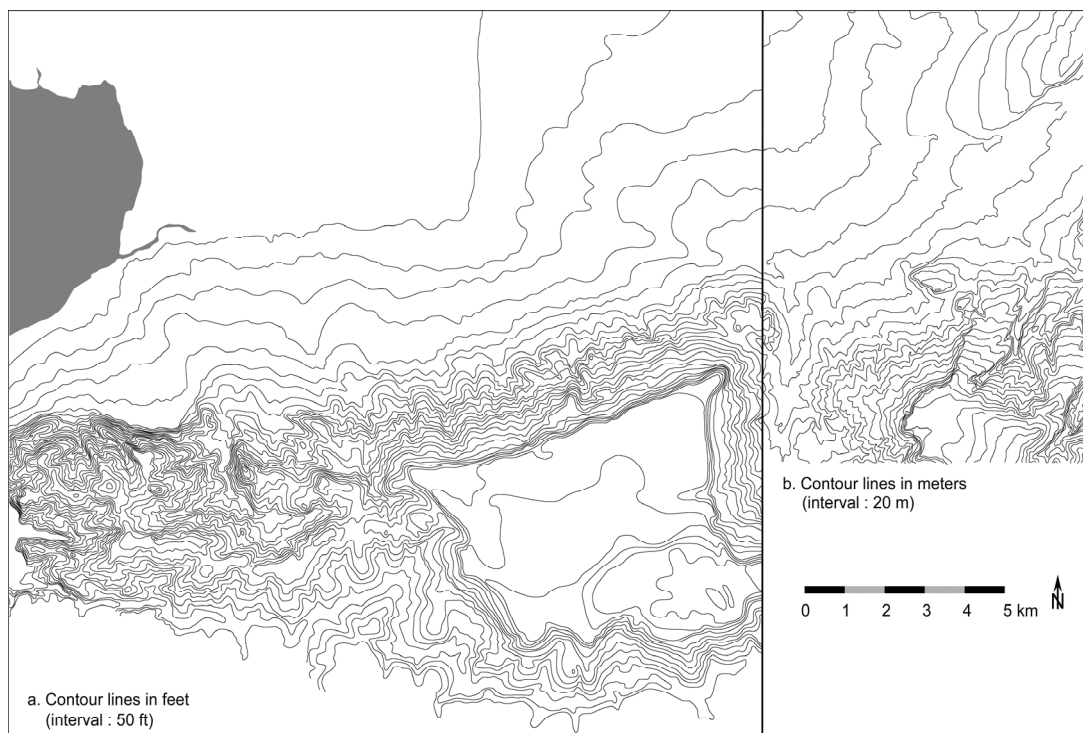 a. Contour lines in feet
(interval : 50 ft)
b. Contour lines in meters
(interval : 20 m)
0 1 2 3 4 5 km
N